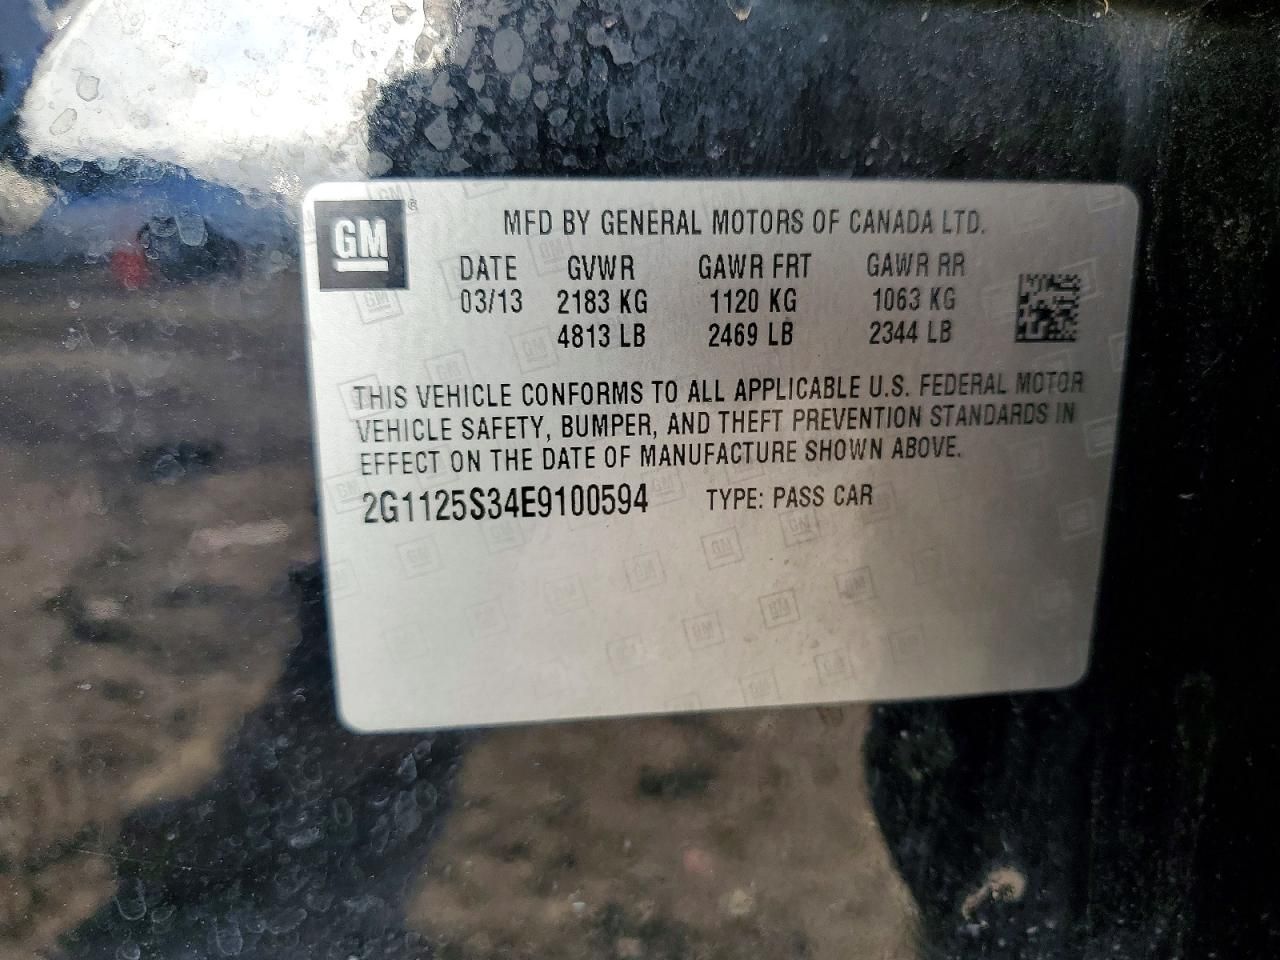 GM®
MFD BY GENERAL MOTORS OF CANADA LTD.
DATE GVWR GAWR FRT GAWR RR
03/13 2183 KG 1120 KG 1063 KG
4813 LB 2469 LB 2344 LB
THIS VEHICLE CONFORMS TO ALL APPLICABLE U.S. FEDERAL MOTOR
VEHICLE SAFETY, BUMPER, AND THEFT PREVENTION STANDARDS IN
EFFECT ON THE DATE OF MANUFACTURE SHOWN ABOVE.
2G1125S34E9100594 TYPE: PASS CAR